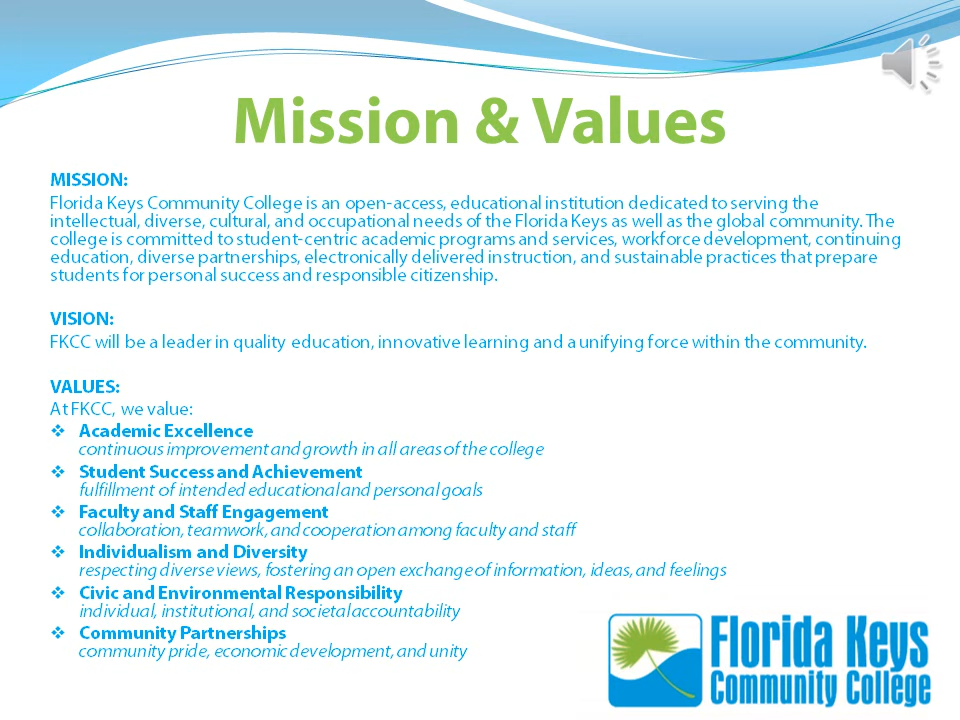 Mission & Values
MISSION:
Florida Keys Community College is an open-access, educational institution dedicated to serving the
intellectual, diverse, cultural, and occupational needs of the Florida Keys as well as the global community. The
college is committed to student-centric academic programs and services, workforce development, continuing
education, diverse partnerships, electronically delivered instruction, and sustainable practices that prepare
students for personal success and responsible citizenship.
VISION:
FKCC will be a leader in quality education, innovative learning and a unifying force within the community.
VALUES:
At FKCC, we value:
❖ Academic Excellence
continuous improvement and growth in all areas of the college
❖ Student Success and Achievement
fulfillment of intended educational and personal goals
❖ Faculty and Staff Engagement
collaboration, teamwork, and cooperation among faculty and staff
❖ Individualism and Diversity
respecting diverse views, fostering an open exchange of information, ideas, and feelings
❖ Civic and Environmental Responsibility
individual, institutional, and societal accountability
❖ Community Partnerships
community pride, economic development, and unity
Florida Keys
Community College